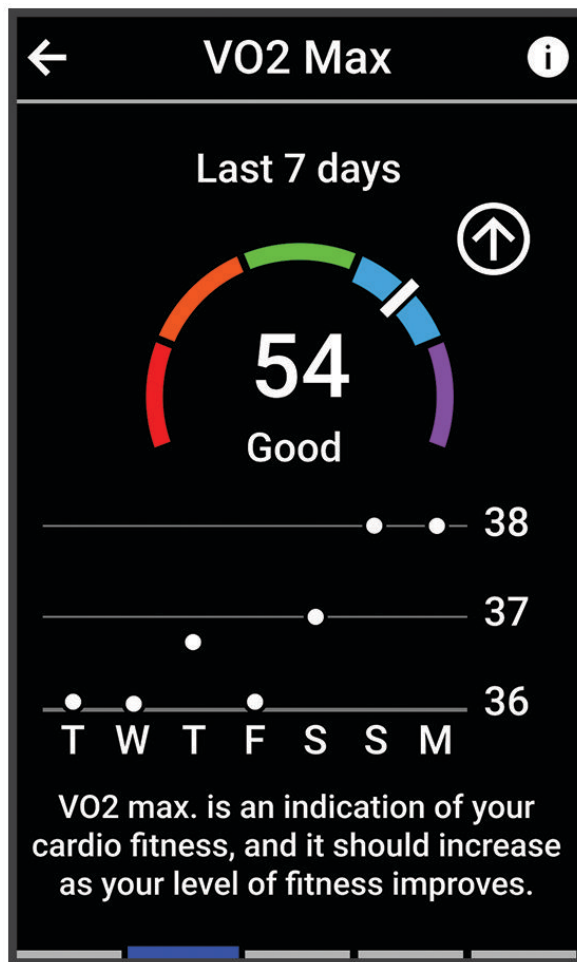 VO2 Max
i
Last 7 days
54
Good
38
37
36
T W T F S S M
VO2 max. is an indication of your
cardio fitness, and it should increase
as your level of fitness improves.